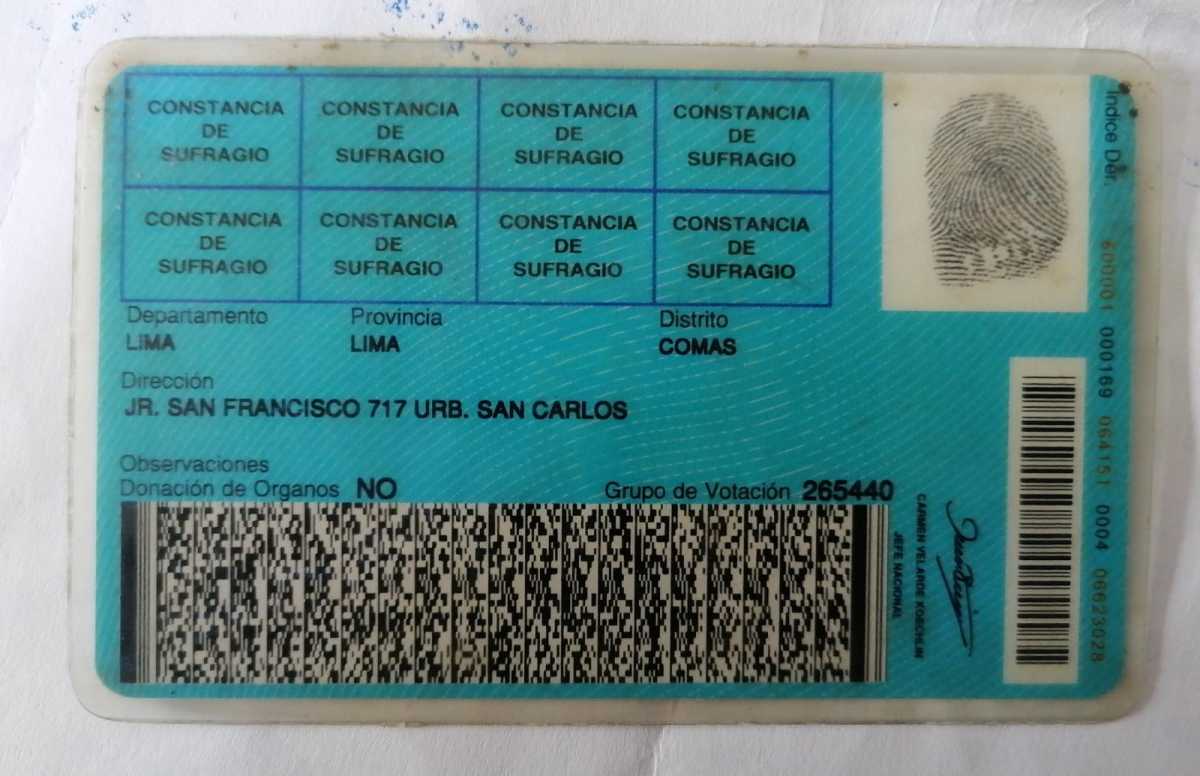 CONSTANCIA DE SUFRAGIO
CONSTANCIA DE SUFRAGIO
CONSTANCIA DE SUFRAGIO
CONSTANCIA DE SUFRAGIO
CONSTANCIA DE SUFRAGIO
CONSTANCIA DE SUFRAGIO
CONSTANCIA DE SUFRAGIO
CONSTANCIA DE SUFRAGIO
Departamento Provincia Distrito
LIMA LIMA COMAS
Dirección
JR. SAN FRANCISCO 717 URB. SAN CARLOS
Observaciones
Donación de Organos NO Grupo de Votación 265440
CARMEN VELARDE KOECHLIN
JEFE NACIONAL
Indice Der.
600001 000169 064151 0004 06623028